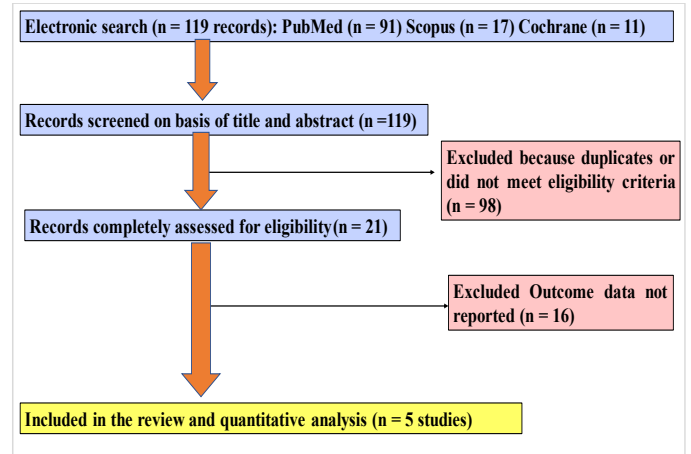 Electronic search (n = 119 records): PubMed (n = 91) Scopus (n = 17) Cochrane (n = 11)
Records screened on basis of title and abstract (n =119)
Excluded because duplicates or
did not meet eligibility criteria
(n = 98)
Records completely assessed for eligibility(n = 21)
Excluded Outcome data not
reported (n = 16)
Included in the review and quantitative analysis (n = 5 studies)